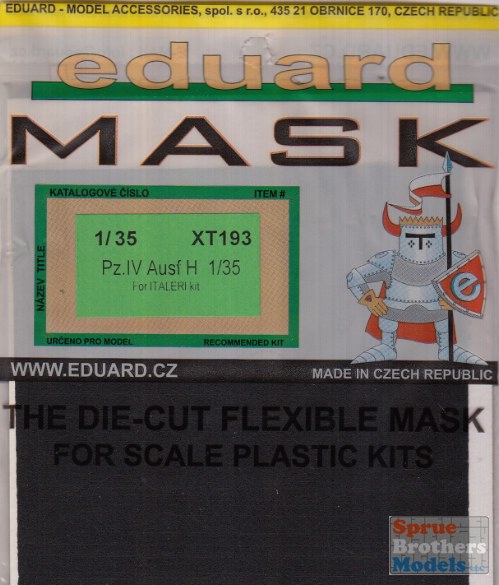 EDUARD - MODEL ACCESSORIES, spol. s r.o., 435 21 OBRNICE 170, CZECH REPUBLIC
eduard
MASK
KATALOGOVÉ ČÍSLO ITEM #
NÁZEV TITLE
1/35 XT193
Pz.IV Ausf H 1/35
For ITALERI kit
URČENO PRO MODEL RECOMMENDED KIT
e
WWW.EDUARD.CZ MADE IN CZECH REPUBLIC
THE DIE-CUT FLEXIBLE MASK
FOR SCALE PLASTIC KITS
Sprue
Brothers
Models